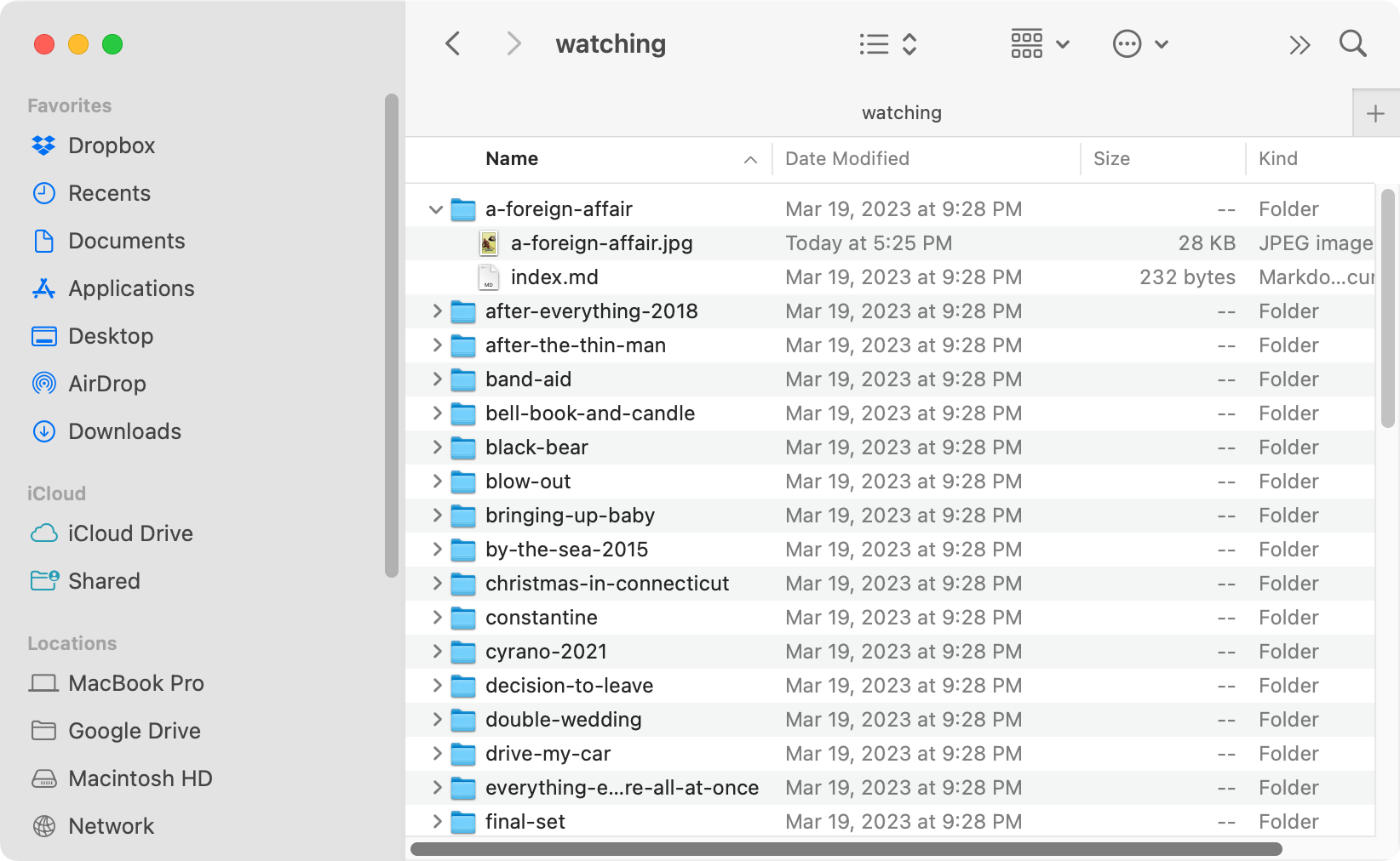 watching
watching
Favorites
Dropbox
Recents
Documents
Applications
Desktop
AirDrop
Downloads
iCloud
iCloud Drive
Shared
Locations
MacBook Pro
Google Drive
Macintosh HD
Network
Name Date Modified Size Kind
a-foreign-affair Mar 19, 2023 at 9:28 PM -- Folder
a-foreign-affair.jpg Today at 5:25 PM 28 KB JPEG image
MD index.md Mar 19, 2023 at 9:28 PM 232 bytes Markdo...cur
after-everything-2018 Mar 19, 2023 at 9:28 PM -- Folder
after-the-thin-man Mar 19, 2023 at 9:28 PM -- Folder
band-aid Mar 19, 2023 at 9:28 PM -- Folder
bell-book-and-candle Mar 19, 2023 at 9:28 PM -- Folder
black-bear Mar 19, 2023 at 9:28 PM -- Folder
blow-out Mar 19, 2023 at 9:28 PM -- Folder
bringing-up-baby Mar 19, 2023 at 9:28 PM -- Folder
by-the-sea-2015 Mar 19, 2023 at 9:28 PM -- Folder
christmas-in-connecticut Mar 19, 2023 at 9:28 PM -- Folder
constantine Mar 19, 2023 at 9:28 PM -- Folder
cyrano-2021 Mar 19, 2023 at 9:28 PM -- Folder
decision-to-leave Mar 19, 2023 at 9:28 PM -- Folder
double-wedding Mar 19, 2023 at 9:28 PM -- Folder
drive-my-car Mar 19, 2023 at 9:28 PM -- Folder
everything-e...re-all-at-once Mar 19, 2023 at 9:28 PM -- Folder
final-set Mar 19, 2023 at 9:28 PM -- Folder